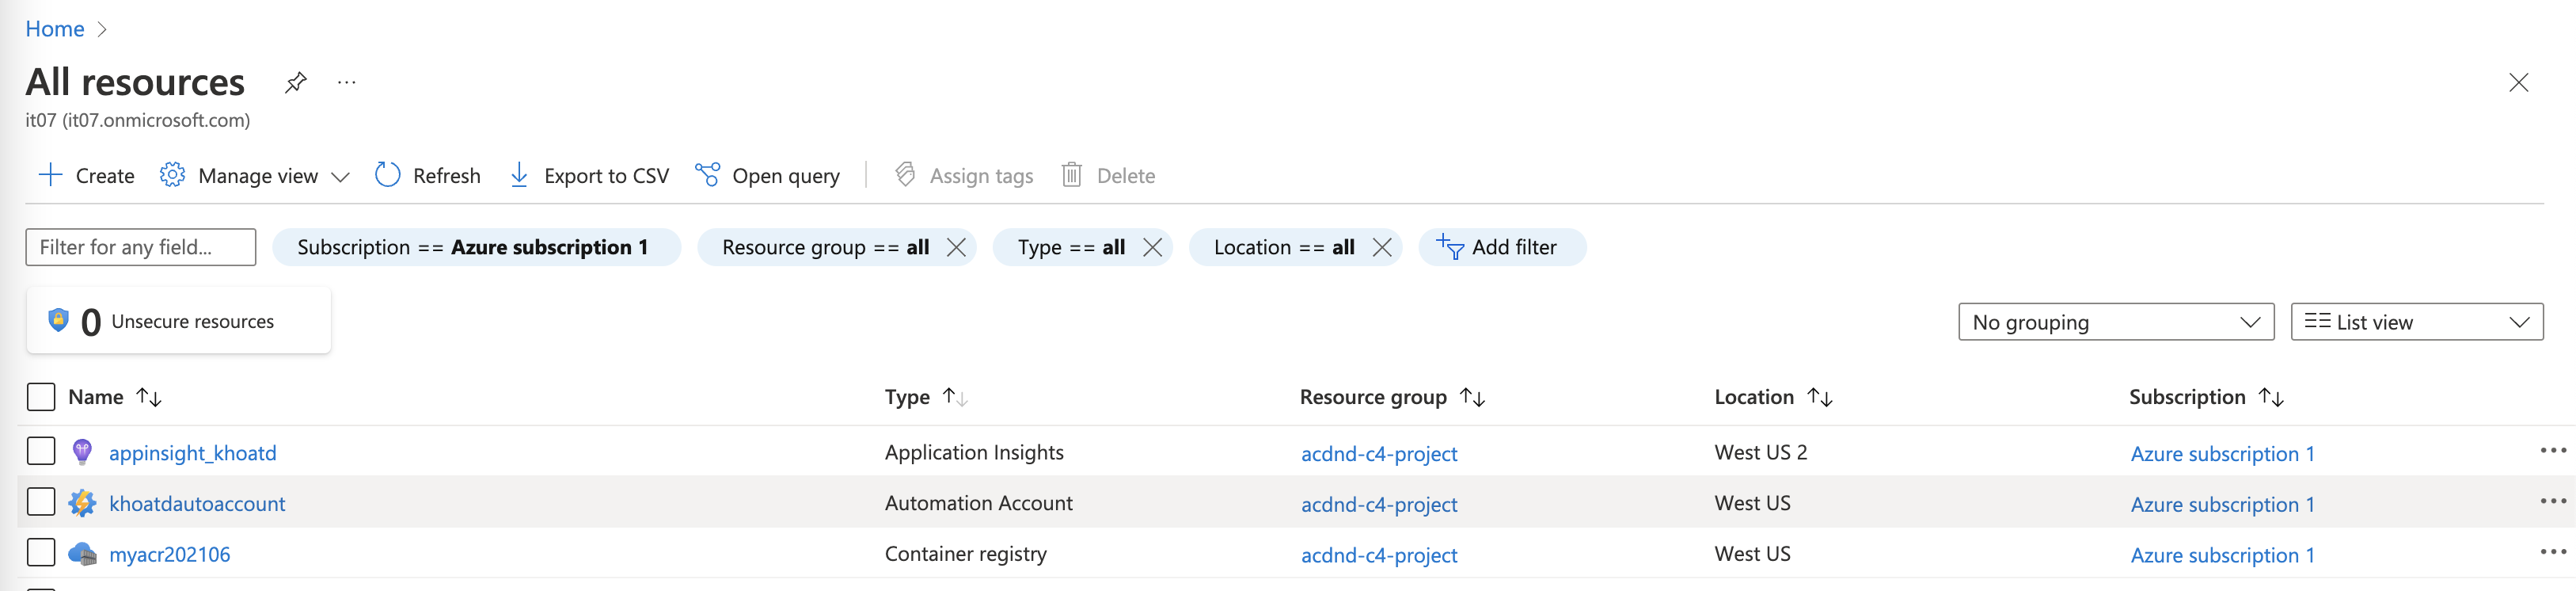 Home
All resources
it07 (it07.onmicrosoft.com)
Create Manage view Refresh Export to CSV Open query Assign tags Delete
Filter for any field... Subscription == Azure subscription 1 Resource group == all Type == all Location == all Add filter
0 Unsecure resources No grouping List view
Name Type Resource group Location Subscription
appinsight_khoatd Application Insights acdnd-c4-project West US 2 Azure subscription 1
khoatdautoaccount Automation Account acdnd-c4-project West US Azure subscription 1
myacr202106 Container registry acdnd-c4-project West US Azure subscription 1